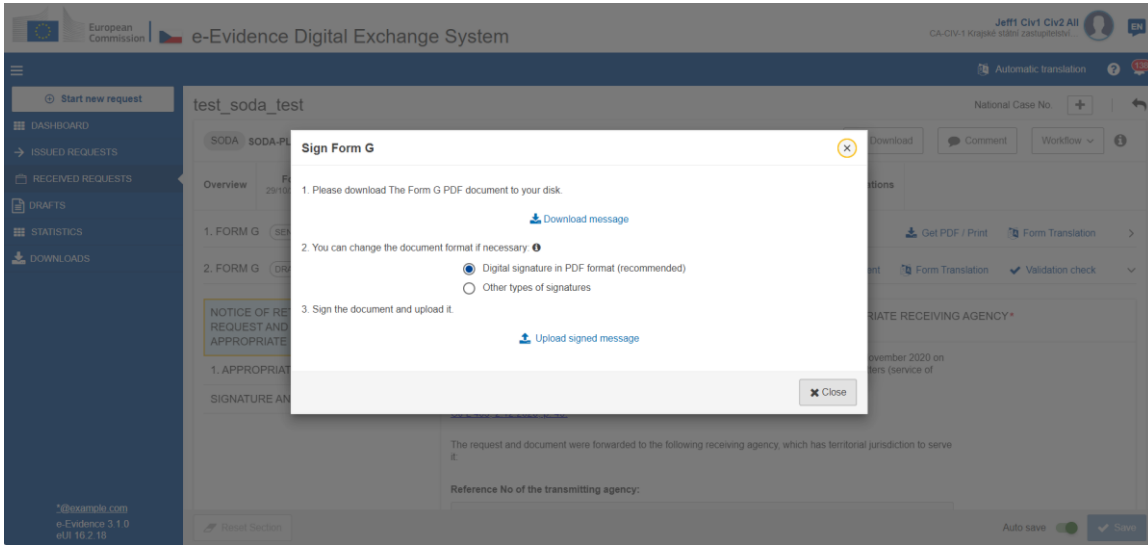 European
Commission
e-Evidence Digital Exchange System
Jeff1 Civ1 Civ2 All
CA-CIV-1 Krajské státní zastupitelství...
EN
Automatic translation
Start new request
DASHBOARD
ISSUED REQUESTS
RECEIVED REQUESTS
DRAFTS
STATISTICS
DOWNLOADS
test_soda_test
National Case No.
SODA SODA-PL
Download
Comment
Workflow
Overview
1. FORM G
Get PDF / Print
Form Translation
2. FORM G
Form Translation
Validation check
Sign Form G
1. Please download The Form G PDF document to your disk.
Download message
2. You can change the document format if necessary:
Digital signature in PDF format (recommended)
Other types of signatures
3. Sign the document and upload it.
Upload signed message
Close
NOTICE OF RE
REQUEST AND
APPROPRIATE
RIATE RECEIVING AGENCY*
1. APPROPRIAT
ovember 2020 on
ters (service of
SIGNATURE AN
The request and document were forwarded to the following receiving agency, which has territorial jurisdiction to serve
it:
Reference No of the transmitting agency:
*@example.com
e-Evidence 3.1.0
eUI 16.2.18
Reset Section
Auto save
Save